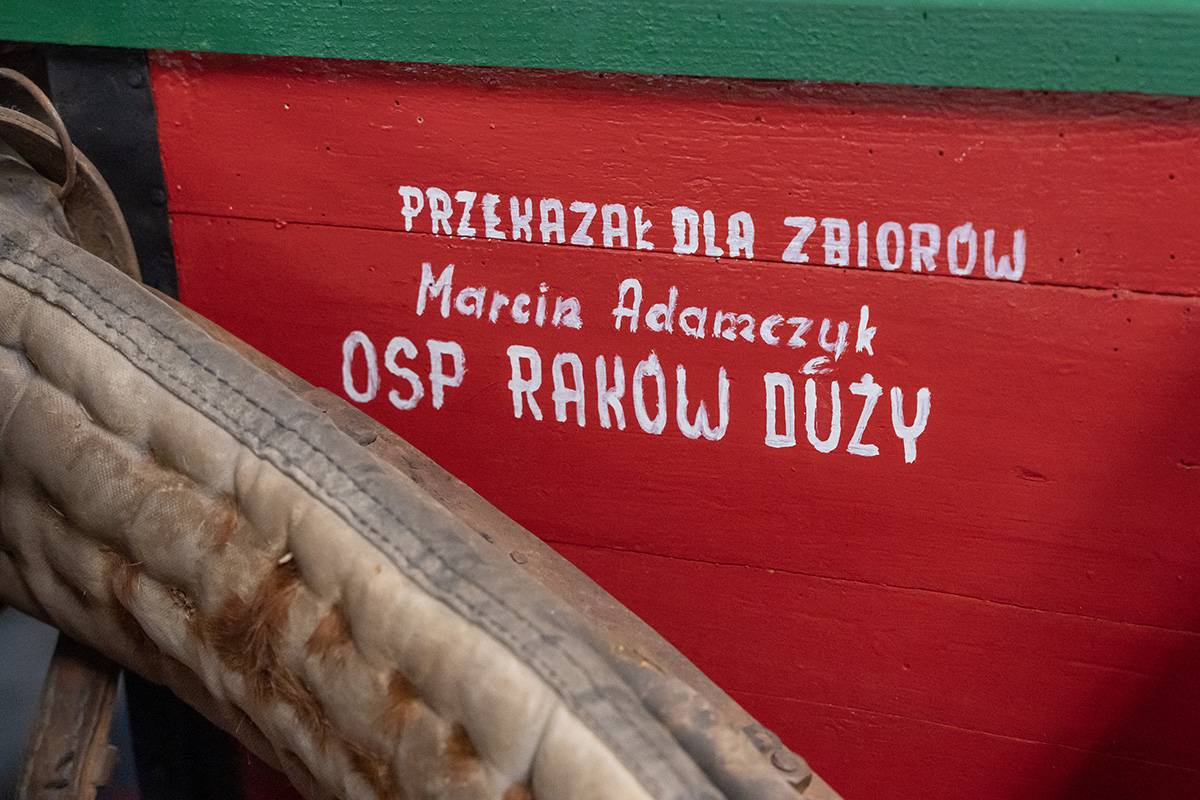 PRZEKAZAŁ DLA ZBIORÓW
Marcin Adamczyk
OSP RAKÓW DUŻY